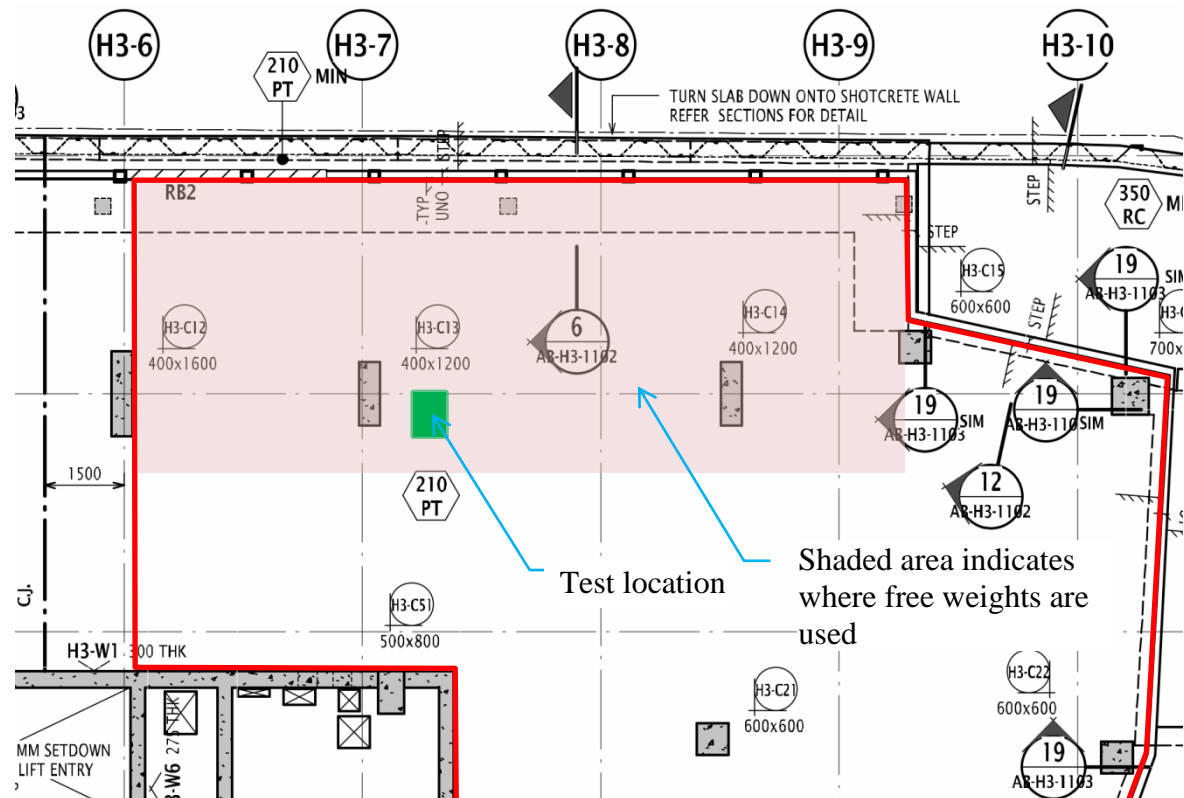 H3-6
H3-7
H3-8
H3-9
H3-10
210
PT
MIN
TURN SLAB DOWN ONTO SHOTCRETE WALL
REFER SECTIONS FOR DETAIL
STEP
STEP
STEP
350
RC
RB2
TYP
UNO
STEP
H3-C15
600x600
19
AB-H3-1103
SIM
STEP
H3-C12
400x1600
H3-C13
400x1200
6
AB-H3-1102
H3-C14
400x1200
19
AB-H3-1103
SIM
19
SIM
1500
210
PT
12
AB-H3-1102
Test location
Shaded area indicates
where free weights are
used
C.J.
H3-C51
500x800
H3-W1
300 THK
H3-C21
600x600
H3-C22
600x600
MM SETDOWN
LIFT ENTRY
275 THK
19
AB-H3-1103